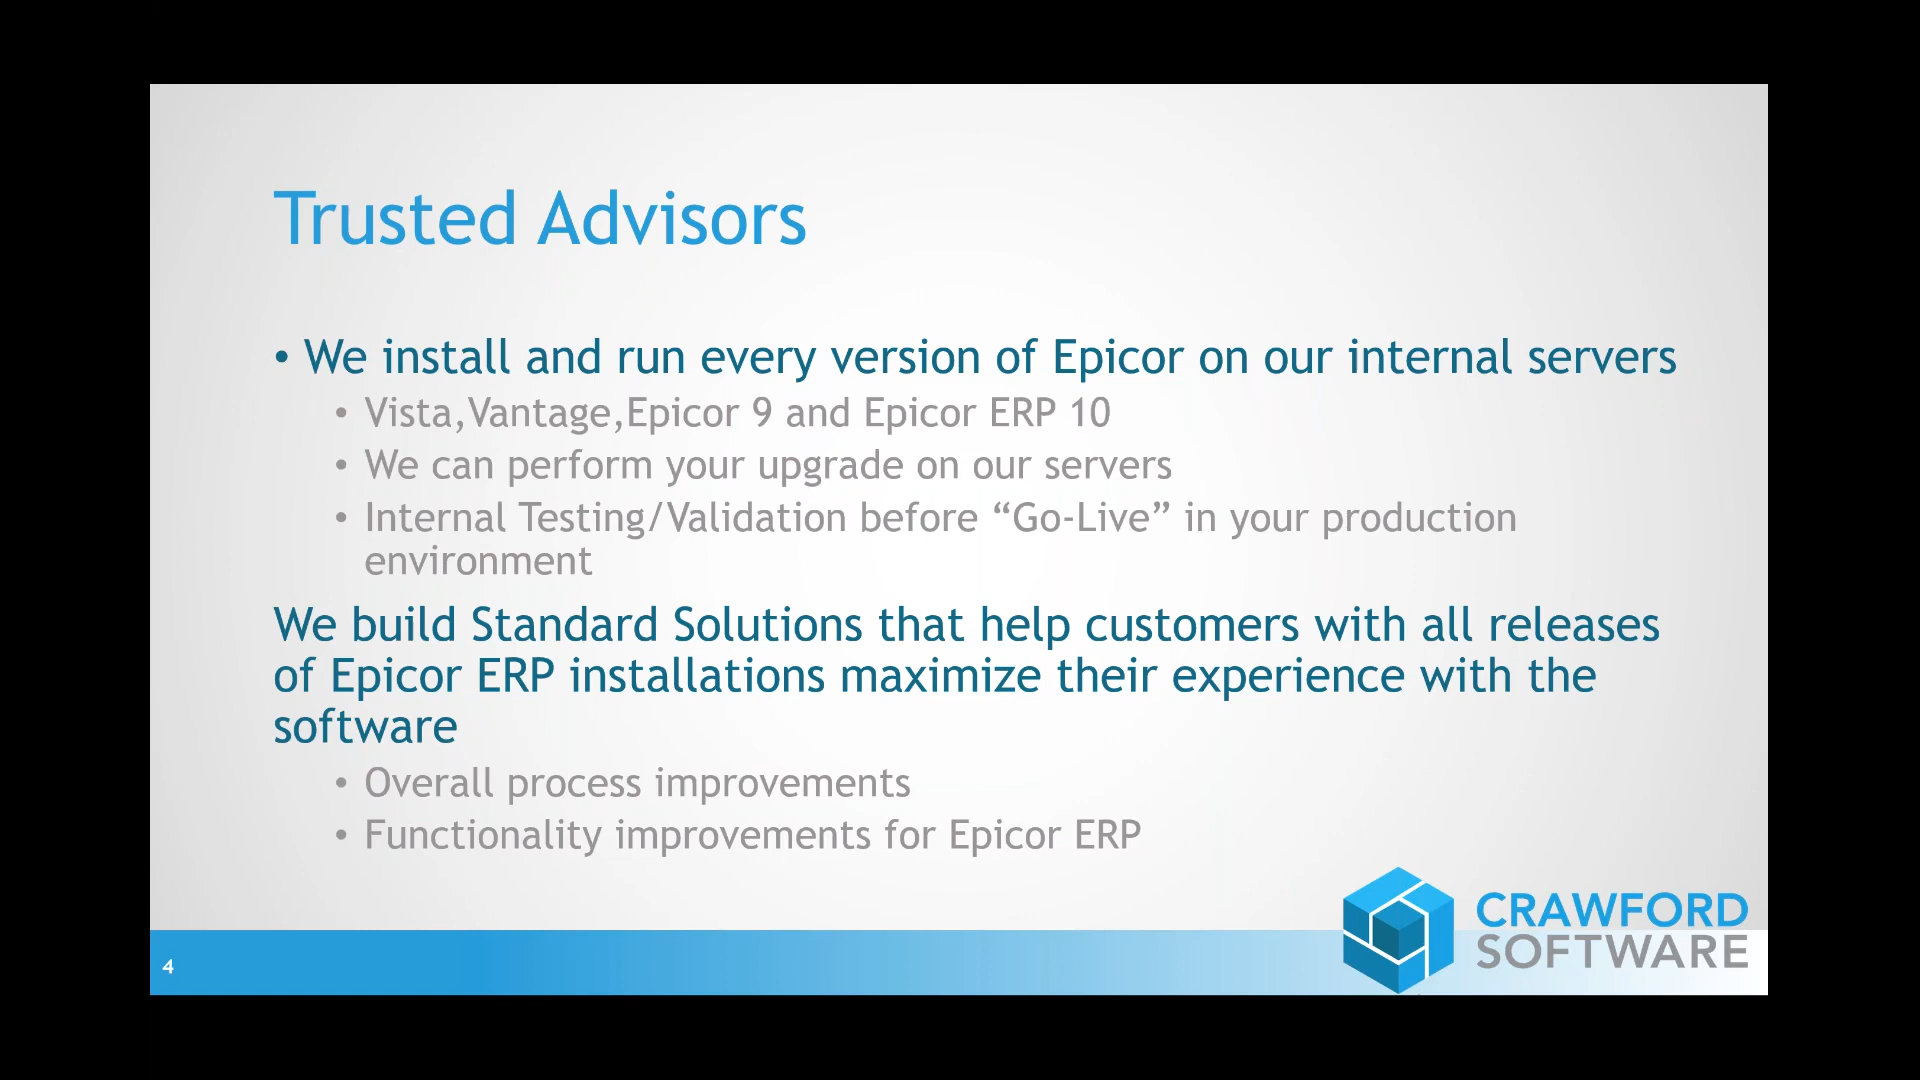 Trusted Advisors
• We install and run every version of Epicor on our internal servers
• Vista,Vantage,Epicor 9 and Epicor ERP 10
• We can perform your upgrade on our servers
• Internal Testing/Validation before “Go-Live” in your production
environment
We build Standard Solutions that help customers with all releases
of Epicor ERP installations maximize their experience with the
software
• Overall process improvements
• Functionality improvements for Epicor ERP
CRAWFORD
SOFTWARE
4